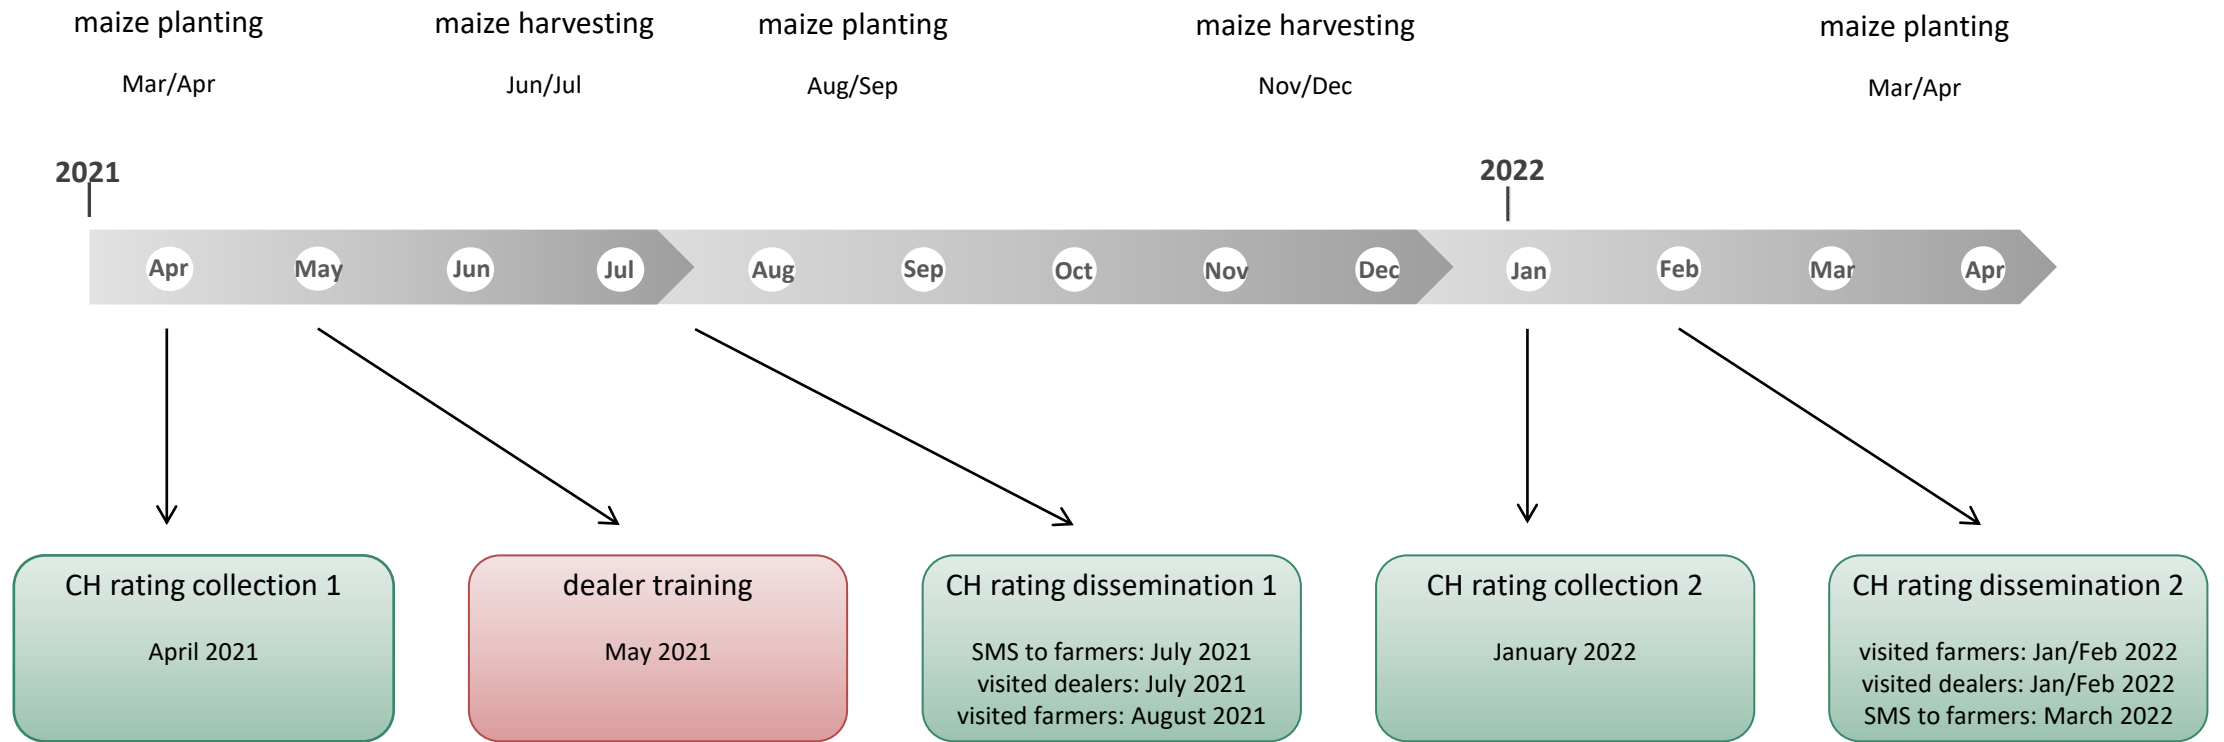 maize planting
maize harvesting
maize planting
maize harvesting
maize planting
Mar/Apr
Jun/Jul
Aug/Sep
Nov/Dec
Mar/Apr
2021
2022
Apr
May
Jun
Jul
Aug
Sep
Oct
Nov
Dec
Jan
Feb
Mar
Apr
CH rating collection 1
April 2021
dealer training
May 2021
CH rating dissemination 1
SMS to farmers: July 2021
visited dealers: July 2021
visited farmers: August 2021
CH rating collection 2
January 2022
CH rating dissemination 2
visited farmers: Jan/Feb 2022
visited dealers: Jan/Feb 2022
SMS to farmers: March 2022